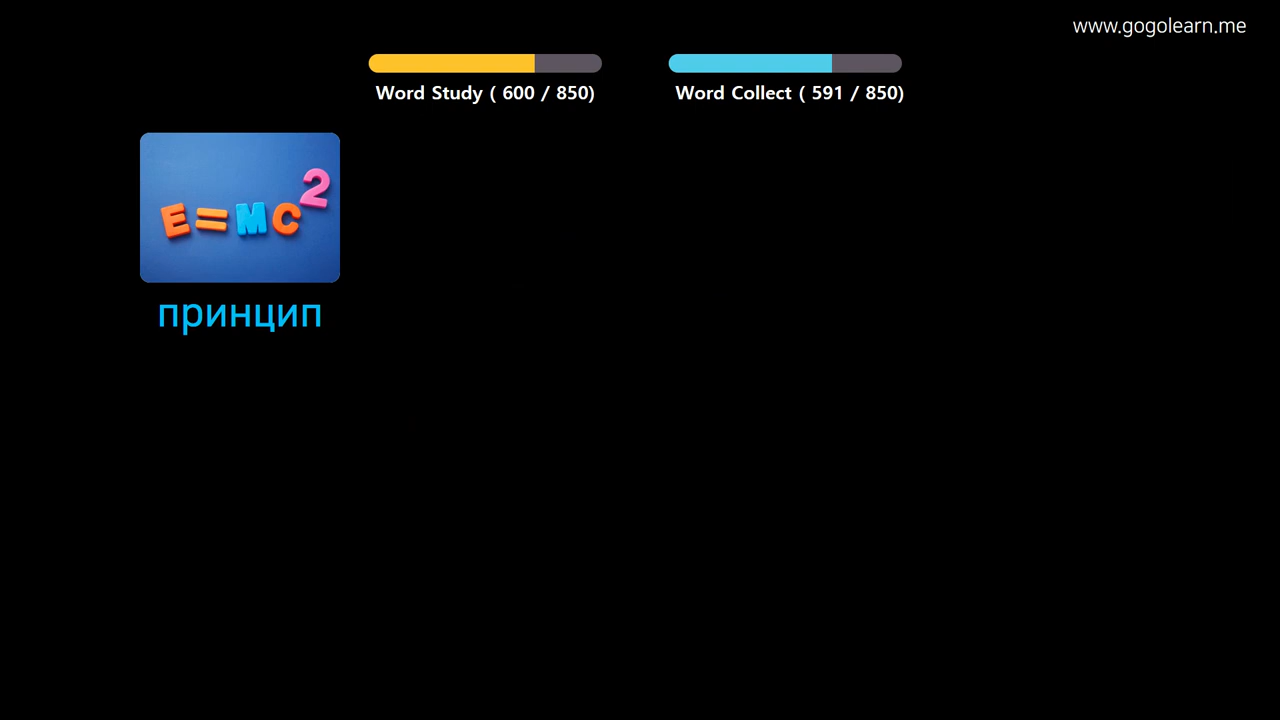 www.gogolearn.me
Word Study ( 600 / 850)
Word Collect ( 591 / 850)
E=MC²
принцип